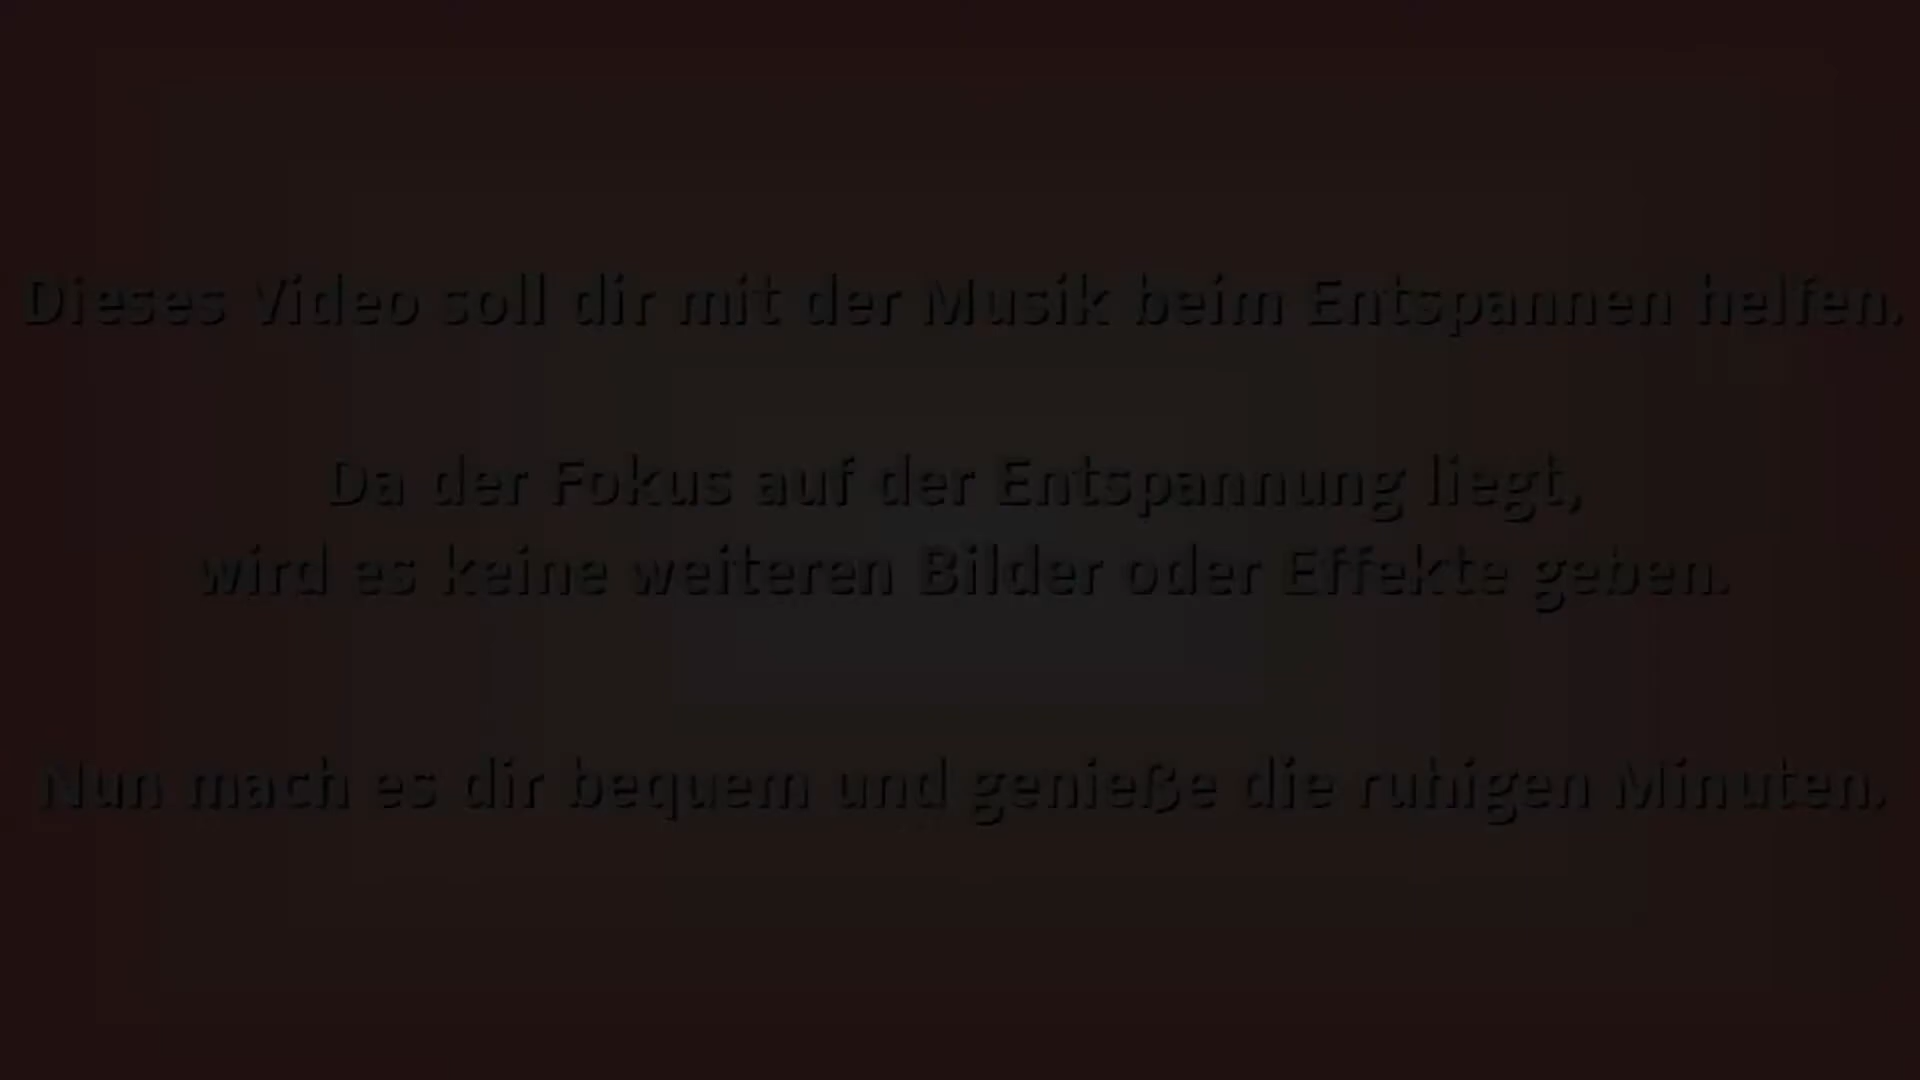 Dieses Video soll dir mit der Musik beim Entspannen helfen.
Da der Fokus auf der Entspannung liegt,
wird es keine weiteren Bilder oder Effekte geben.
Nun mach es dir bequem und genieße die ruhigen Minuten.